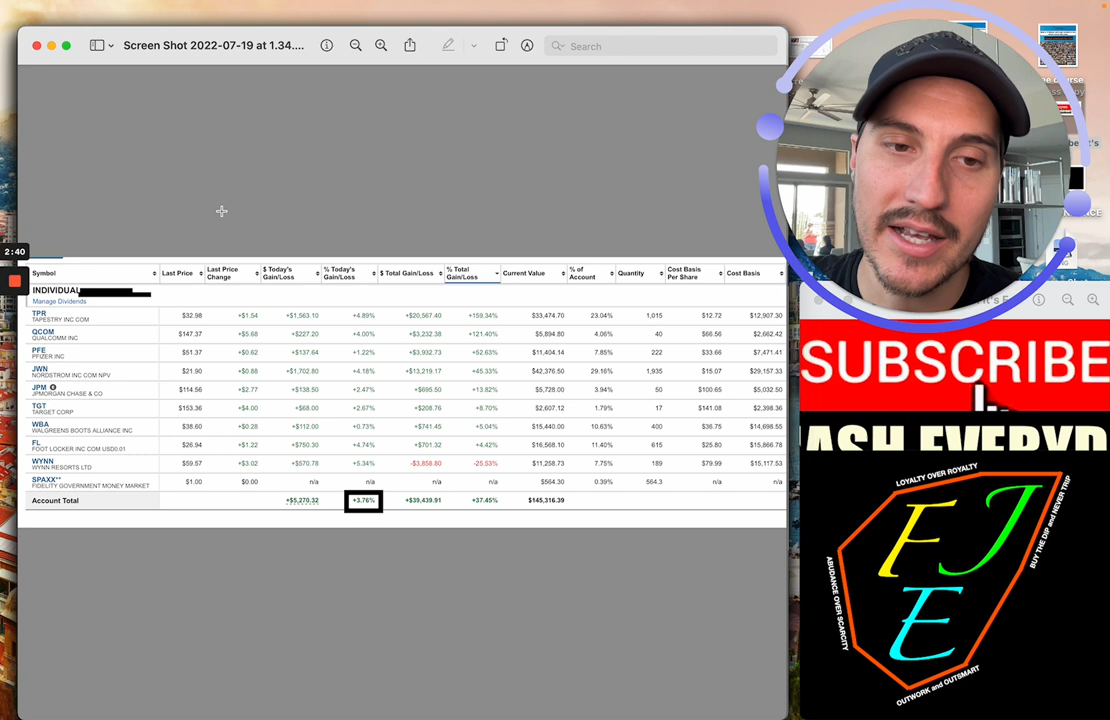 Screen Shot 2022-07-19 at 1.34....
Search
2:40
Symbol Last Price Last Price Change $ Today's Gain/Loss % Today's Gain/Loss $ Total Gain/Loss % Total Gain/Loss Current Value % of Account Quantity Cost Basis Per Share Cost Basis
INDIVIDUAL
Manage Dividends
TPR $32.98 +$1.54 +$1,563.10 +4.89% +$20,567.40 +159.34% $33,474.70 23.04% 1,015 $12.72 $12,907.30
TAPESTRY INC COM
QCOM $147.37 +$5.68 +$227.20 +4.00% +$3,232.38 +121.40% $5,894.80 4.06% 40 $66.56 $2,662.42
QUALCOMM INC
PFE $51.37 +$0.62 +$137.64 +1.22% +$3,932.73 +52.63% $11,404.14 7.85% 222 $33.66 $7,471.41
PFIZER INC
JWN $21.90 +$0.88 +$1,702.80 +4.18% +$13,219.17 +45.33% $42,376.50 29.16% 1,935 $15.07 $29,157.33
NORDSTROM INC COM NPV
JPM $114.56 +$2.77 +$138.50 +2.47% +$695.50 +13.82% $5,728.00 3.94% 50 $100.65 $5,032.50
JPMORGAN CHASE & CO
TGT $153.36 +$4.00 +$68.00 +2.67% +$208.76 +8.70% $2,607.12 1.79% 17 $141.08 $2,398.36
TARGET CORP
WBA $38.60 +$0.28 +$112.00 +0.73% +$741.45 +5.04% $15,440.00 10.63% 400 $36.75 $14,698.55
WALGREENS BOOTS ALLIANCE INC
FL $26.94 +$1.22 +$750.30 +4.74% +$701.32 +4.42% $16,568.10 11.40% 615 $25.80 $15,866.78
FOOT LOCKER INC COM USD0.01
WYNN $59.57 +$3.02 +$570.78 +5.34% -$3,858.80 -25.53% $11,258.73 7.75% 189 $79.99 $15,117.53
WYNN RESORTS LTD
SPAXX** $1.00 $0.00 n/a n/a n/a n/a $564.30 0.39% 564.3 n/a n/a
FIDELITY GOVERNMENT MONEY MARKET
Account Total +$5,270.32 +3.76% +$39,439.91 +37.45% $145,316.39
SUBSCRIBE
LOYALTY OVER ROYALTY
BUY THE DIP and NEVER TRIP
ABUDANCE OVER SCARCITY
FJ
E
OUTWORK and OUTSMART